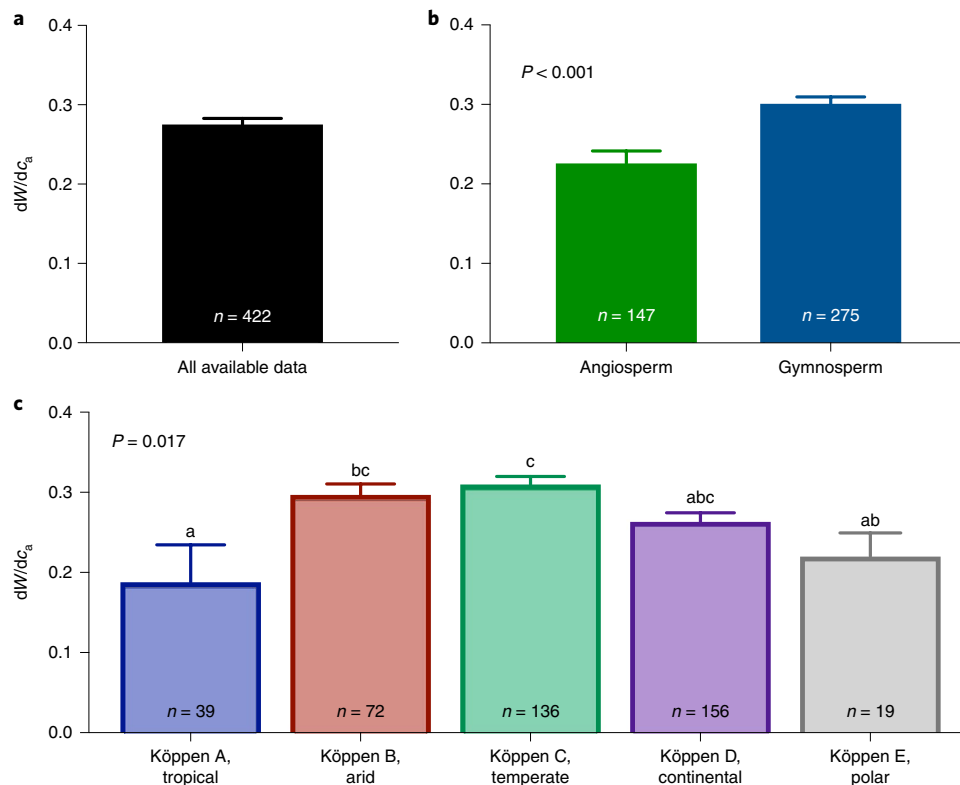 a
0.4
0.3
0.2
0.1
0.0
dW/dcₐ
n = 422
All available data
b
0.4
0.3
0.2
0.1
0.0
P < 0.001
n = 147
n = 275
Angiosperm
Gymnosperm
c
0.4
0.3
0.2
0.1
0.0
dW/dcₐ
P = 0.017
a
bc
c
abc
ab
n = 39
n = 72
n = 136
n = 156
n = 19
Köppen A,
tropical
Köppen B,
arid
Köppen C,
temperate
Köppen D,
continental
Köppen E,
polar